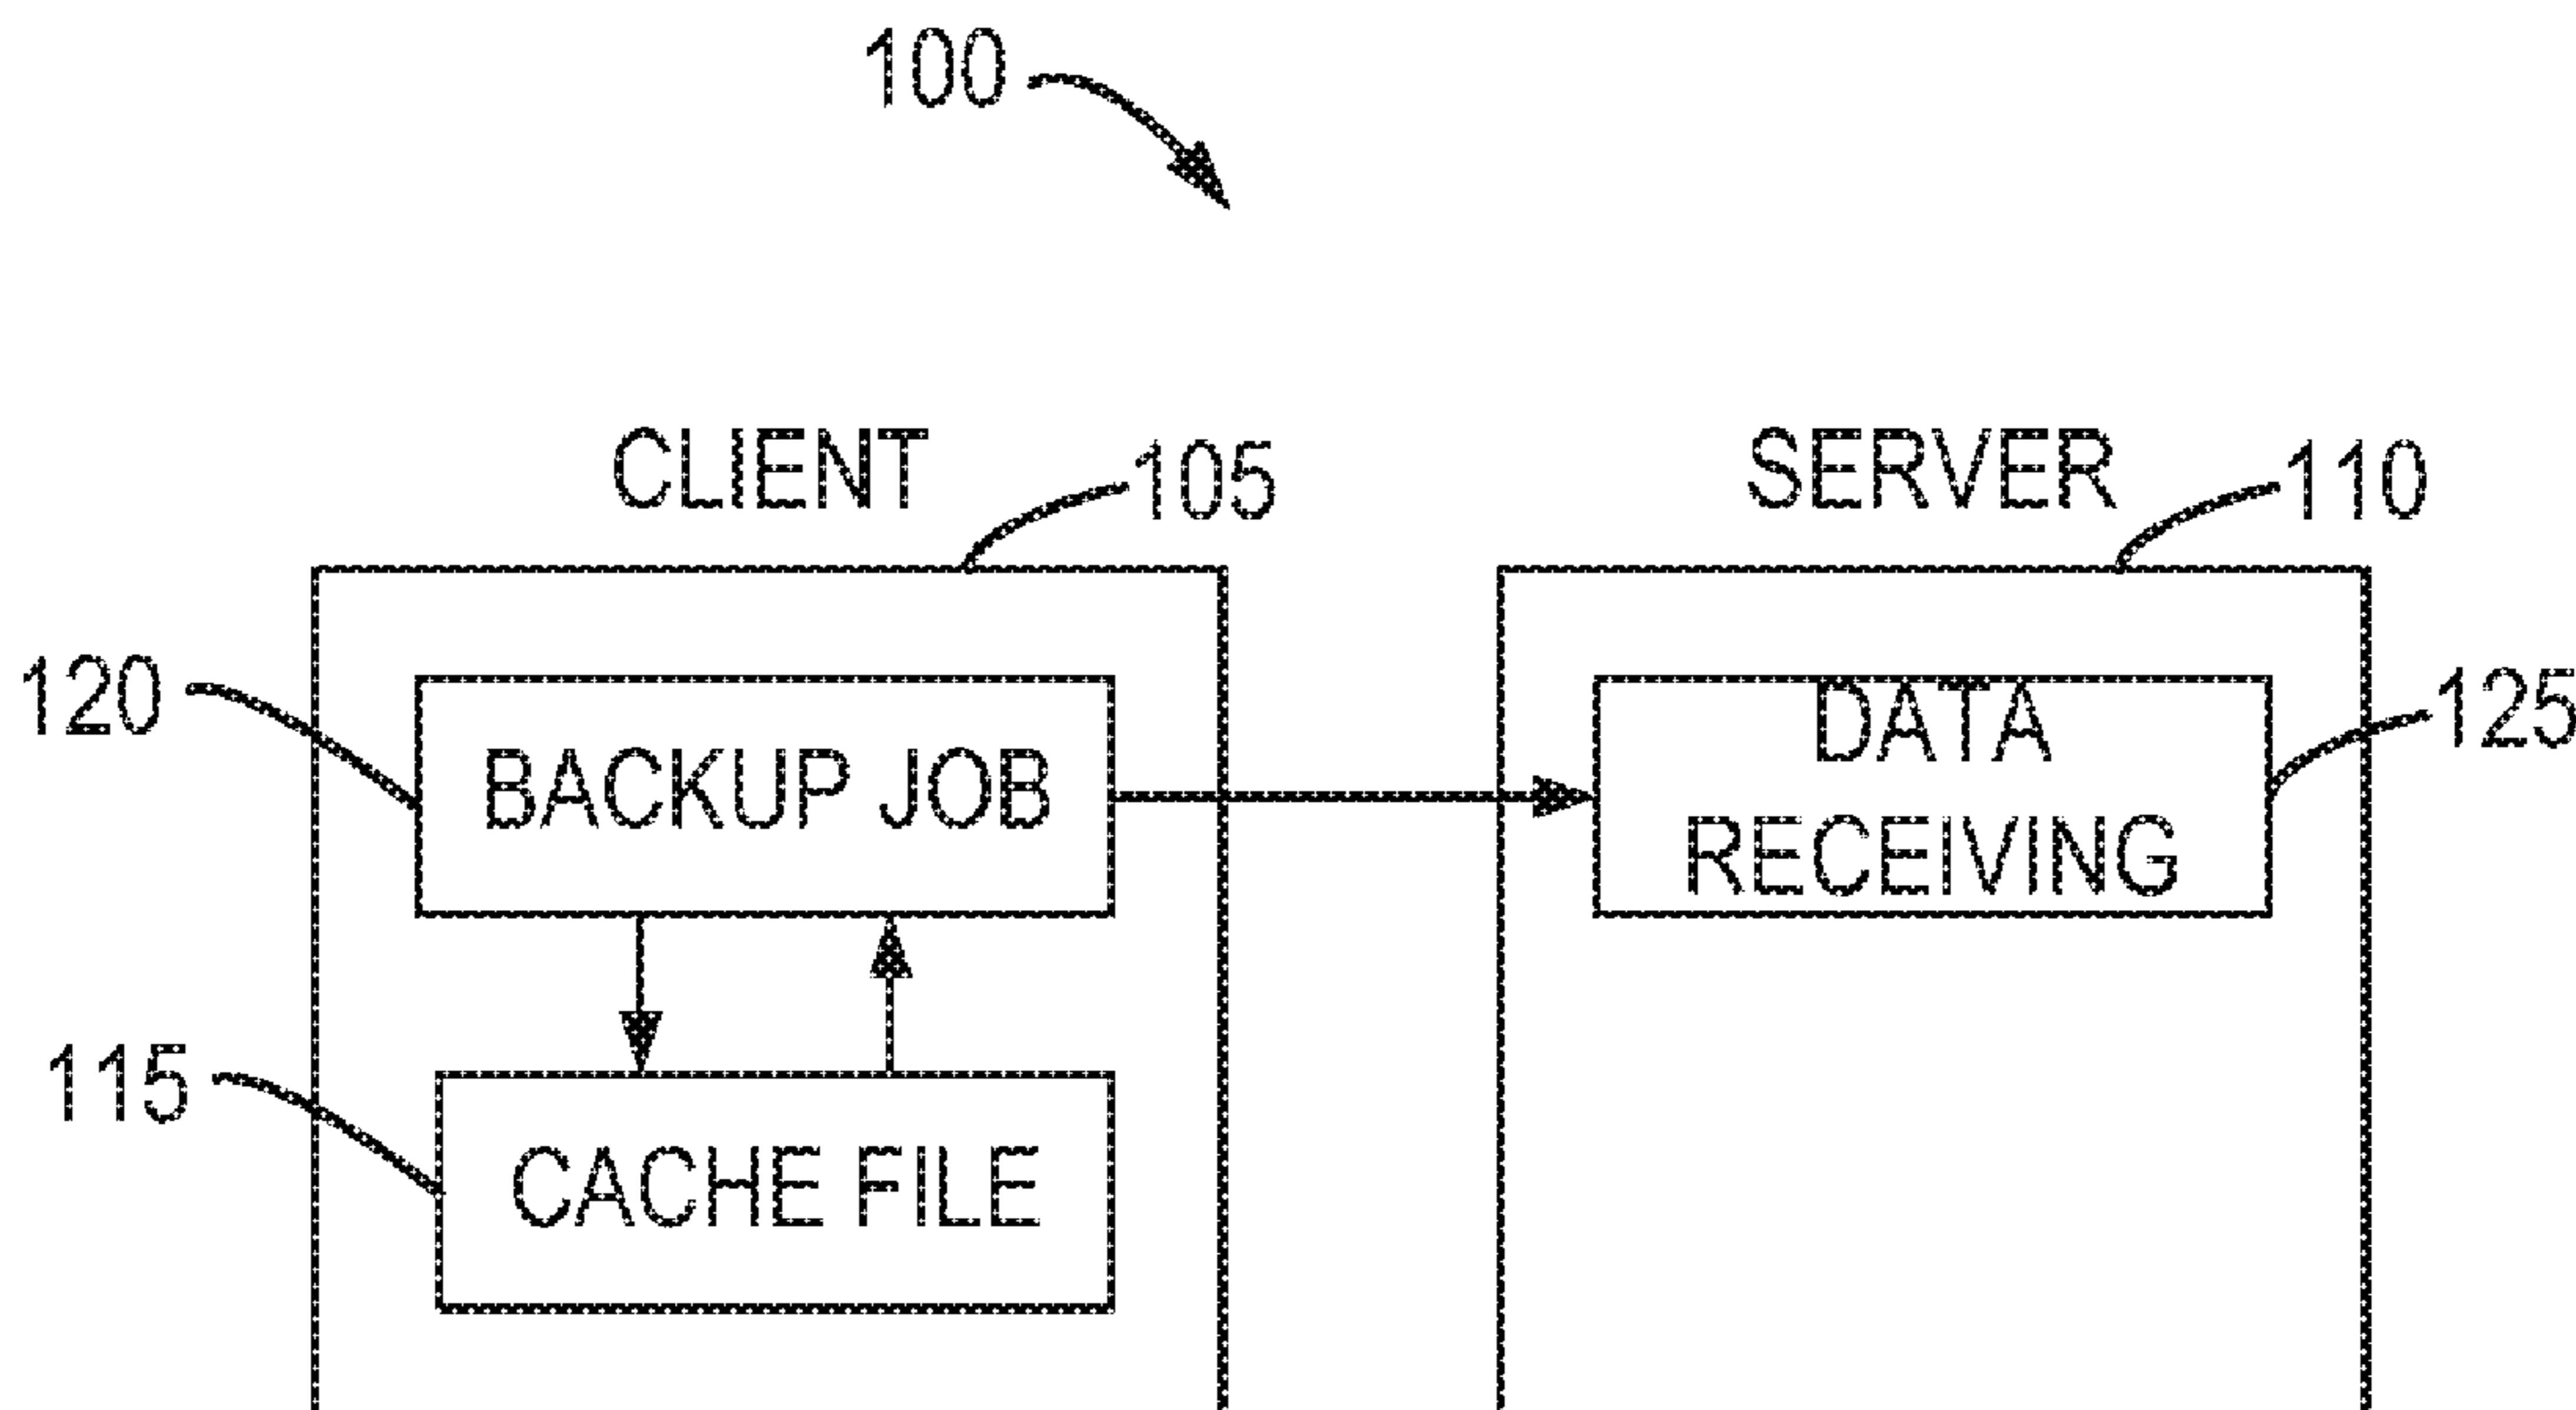 100
CLIENT
105
SERVER
110
120
BACKUP JOB
DATA
RECEIVING
125
115
CACHE FILE